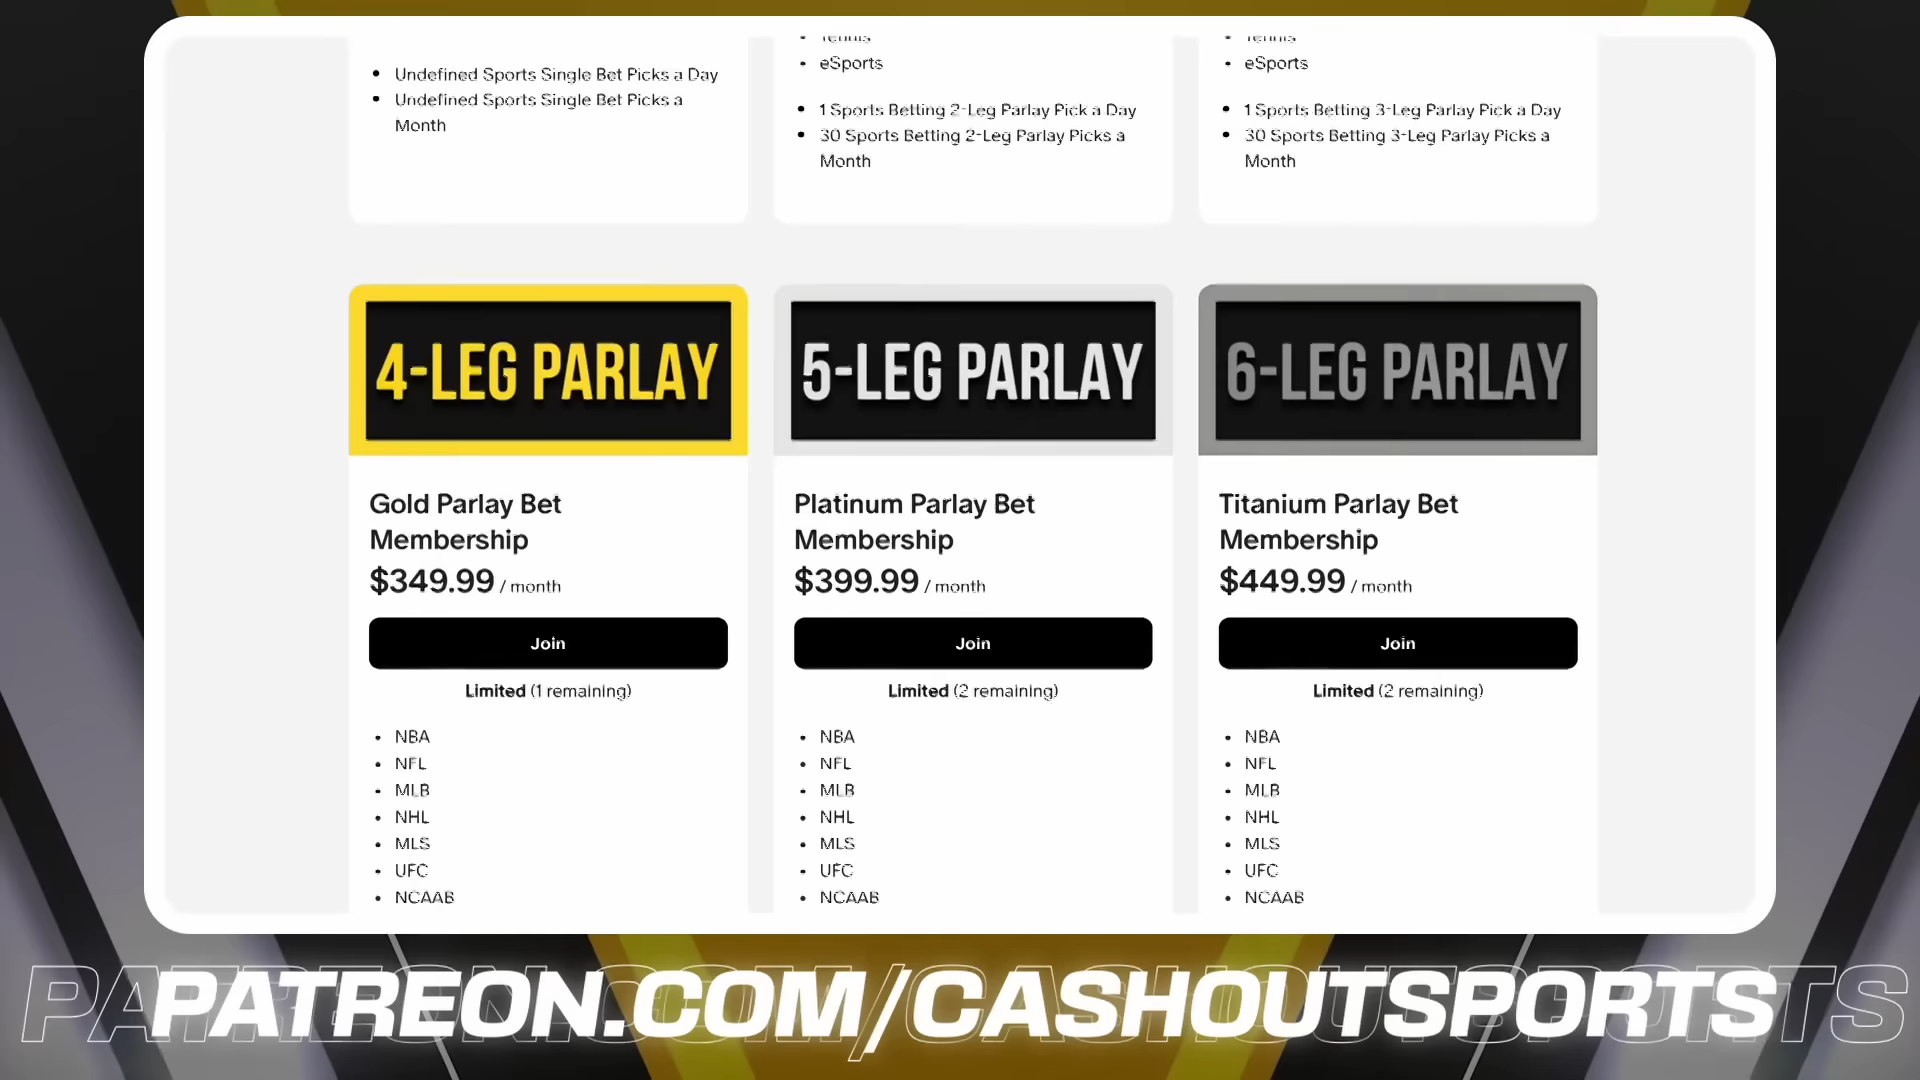 Undefined Sports Single Bet Picks a Day
Undefined Sports Single Bet Picks a
Month
Tennis
eSports
1 Sports Betting 2-Leg Parlay Pick a Day
30 Sports Betting 2-Leg Parlay Picks a
Month
Tennis
eSports
1 Sports Betting 3-Leg Parlay Pick a Day
30 Sports Betting 3-Leg Parlay Picks a
Month
4-LEG PARLAY
Gold Parlay Bet
Membership
$349.99 / month
Join
Limited (1 remaining)
NBA
NFL
MLB
NHL
MLS
UFC
NCAAB
5-LEG PARLAY
Platinum Parlay Bet
Membership
$399.99 / month
Join
Limited (2 remaining)
NBA
NFL
MLB
NHL
MLS
UFC
NCAAB
6-LEG PARLAY
Titanium Parlay Bet
Membership
$449.99 / month
Join
Limited (2 remaining)
NBA
NFL
MLB
NHL
MLS
UFC
NCAAB
PATREON.COM/CASHOUTSPORTS